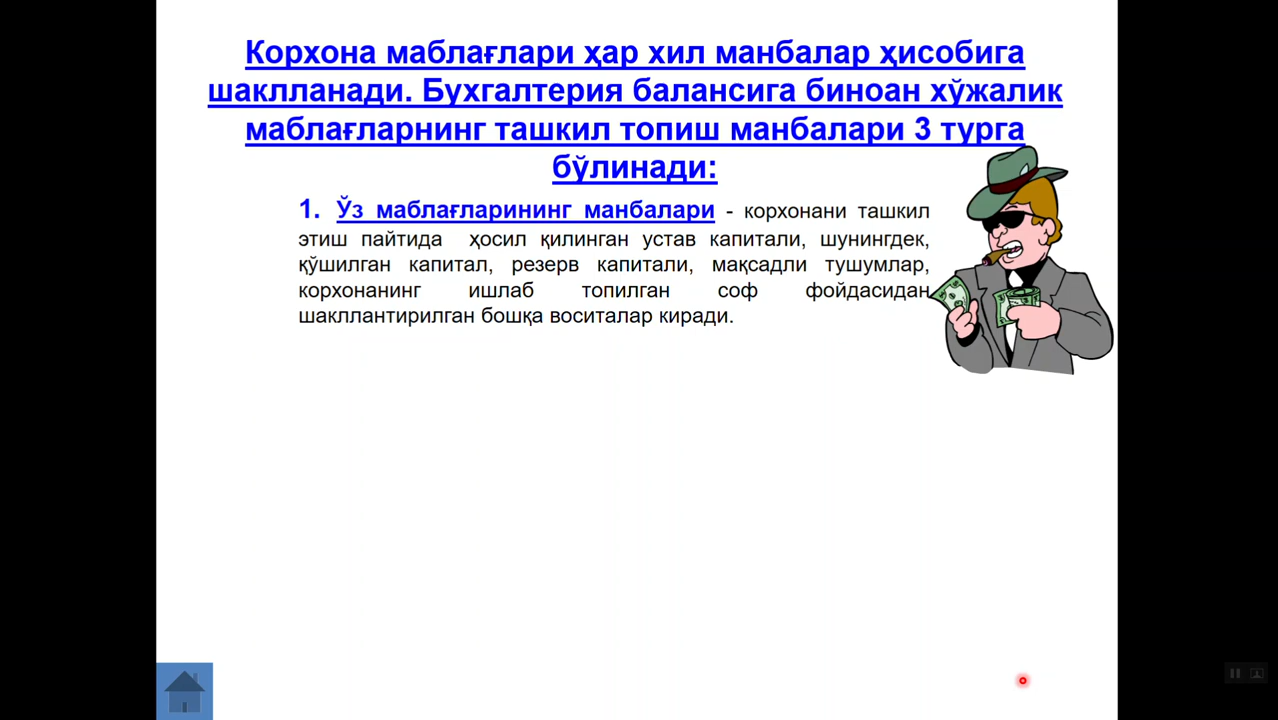 Корхона маблағлари ҳар хил манбалар ҳисобига
шаклланади. Бухгалтерия балансига биноан хўжалик
маблағларнинг ташкил топиш манбалари 3 турга
бўлинади:
1. Ўз маблағларининг манбалари - корхонани ташкил
этиш пайтида ҳосил қилинган устав капитали, шунингдек,
қўшилган капитал, резерв капитали, мақсадли тушумлар,
корхонанинг ишлаб топилган соф фойдасидан
шакллантирилган бошқа воситалар киради.